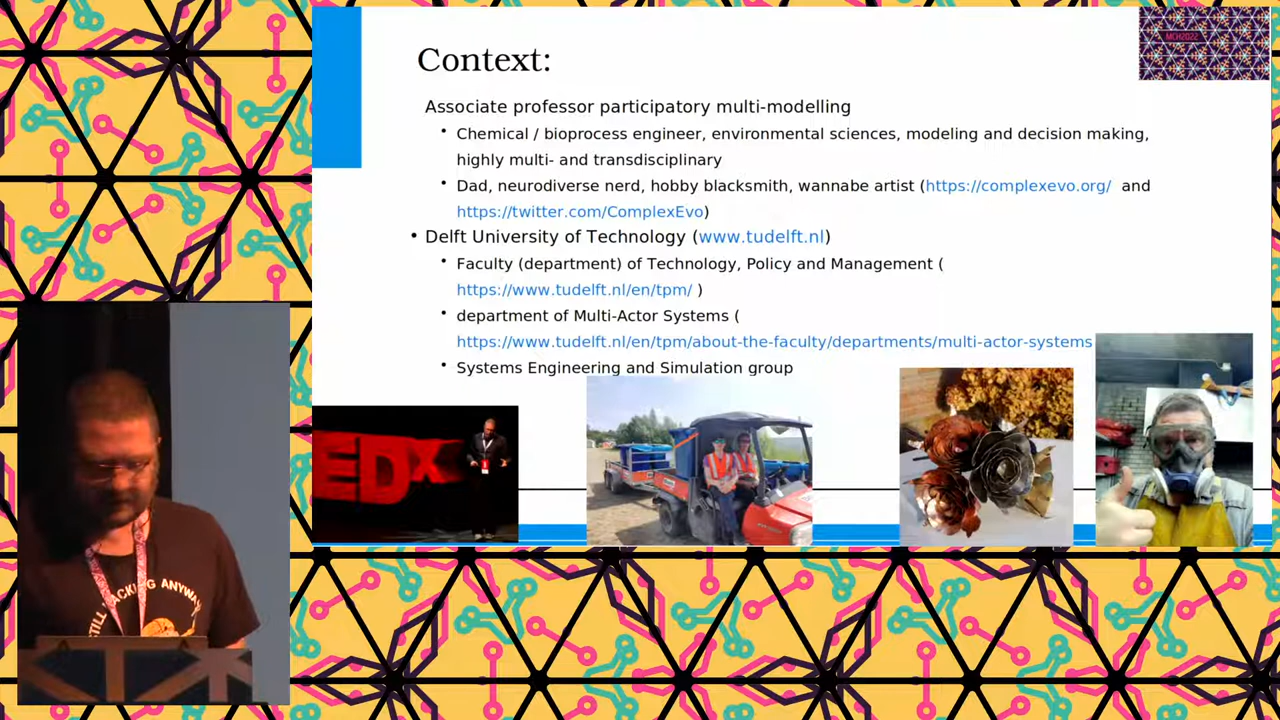 MCH2022
Context:
Associate professor participatory multi-modelling
• Chemical / bioprocess engineer, environmental sciences, modeling and decision making,
highly multi- and transdisciplinary
• Dad, neurodiverse nerd, hobby blacksmith, wannabe artist (https://complexevo.org/ and
https://twitter.com/ComplexEvo)
• Delft University of Technology (www.tudelft.nl)
• Faculty (department) of Technology, Policy and Management (
https://www.tudelft.nl/en/tpm/ )
• department of Multi-Actor Systems (
https://www.tudelft.nl/en/tpm/about-the-faculty/departments/multi-actor-systems
• Systems Engineering and Simulation group
EDx
STILL HACKING ANYWAY